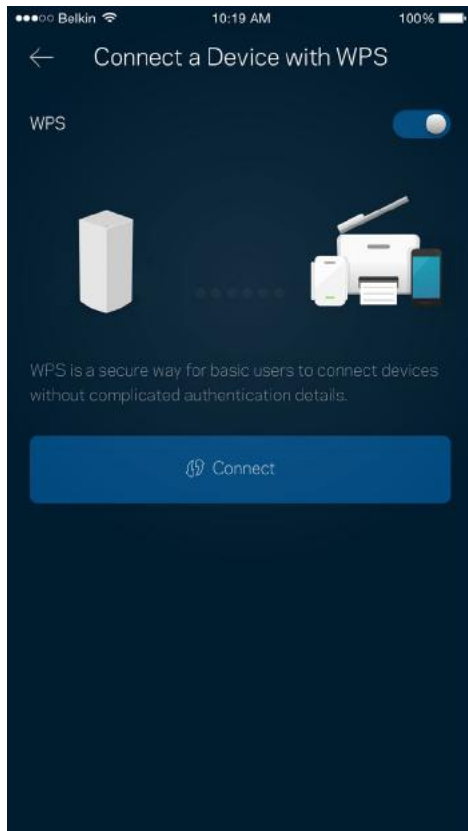 Belkin 10:19 AM 100%
Connect a Device with WPS
WPS
WPS is a secure way for basic users to connect devices
without complicated authentication details.
Connect